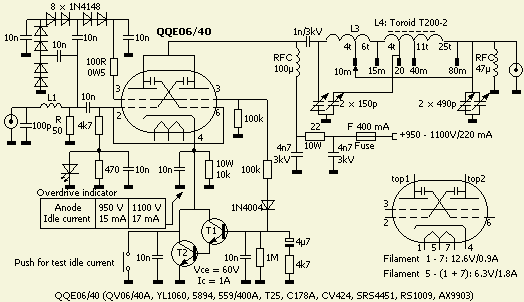 8 x 1N4148
QQE06/40
1n/3kV
L3
L4: Toroid T200-2
10n
10n
10n
10n
4t
6t
4t
11t
25t
RFC
100µ
RFC
47µ
100R
0W5
10m
15m
20
40m
80m
L1
10n
3
1
2
6
3
2
4
2 x 150p
2 x 490p
100p
R
50
4k7
100k
22
10W
F 400 mA
Fuse
+950 - 1100V/220 mA
4n7
3kV
4n7
3kV
470
10n
10n
10W
10k
100k
top1
top2
Overdrive indicator
Anode
950 V
1100 V
Idle current
15 mA
17 mA
1N4004
3
2
6
1
5
7
4
T1
T2
4µ7
Filament 1 - 7: 12.6V/0.9A
Filament 5 - (1 + 7): 6.3V/1.8A
Push for test idle current
10n
10n
1M
4k7
Vce = 60V
Ic = 1A
QQE06/40 (QV06/40A, YL1060, 5894, 559/400A, T25, C178A, CV424, SRS4451, RS1009, AX9903)